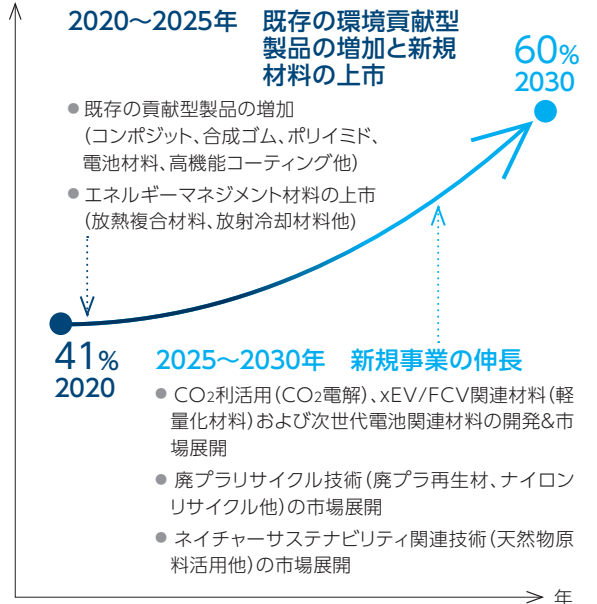 2020～2025年　既存の環境貢献型
製品の増加と新規
材料の上市
60%
2030
● 既存の貢献型製品の増加
(コンポジット、合成ゴム、ポリイミド、
電池材料、高機能コーティング他)
● エネルギーマネジメント材料の上市
(放熱複合材料、放射冷却材料他)
41%
2020
2025～2030年　新規事業の伸長
● CO2利活用(CO2電解)、xEV/FCV関連材料(軽
量化材料)および次世代電池関連材料の開発&市
場展開
● 廃プラリサイクル技術(廃プラ再生材、ナイロン
リサイクル他)の市場展開
● ネイチャーサステナビリティ関連技術(天然物原
料活用他)の市場展開
年